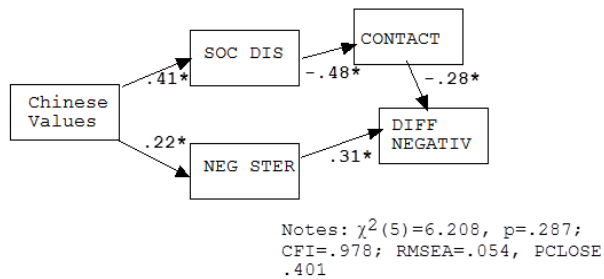 SOC DIS
CONTACT
.41*
-.48*
-.28*
Chinese
Values
DIFF
NEGATIV
.22*
NEG STER
.31*
Notes: χ²(5)=6.208, p=.287;
CFI=.978; RMSEA=.054, PCLOSE
.401